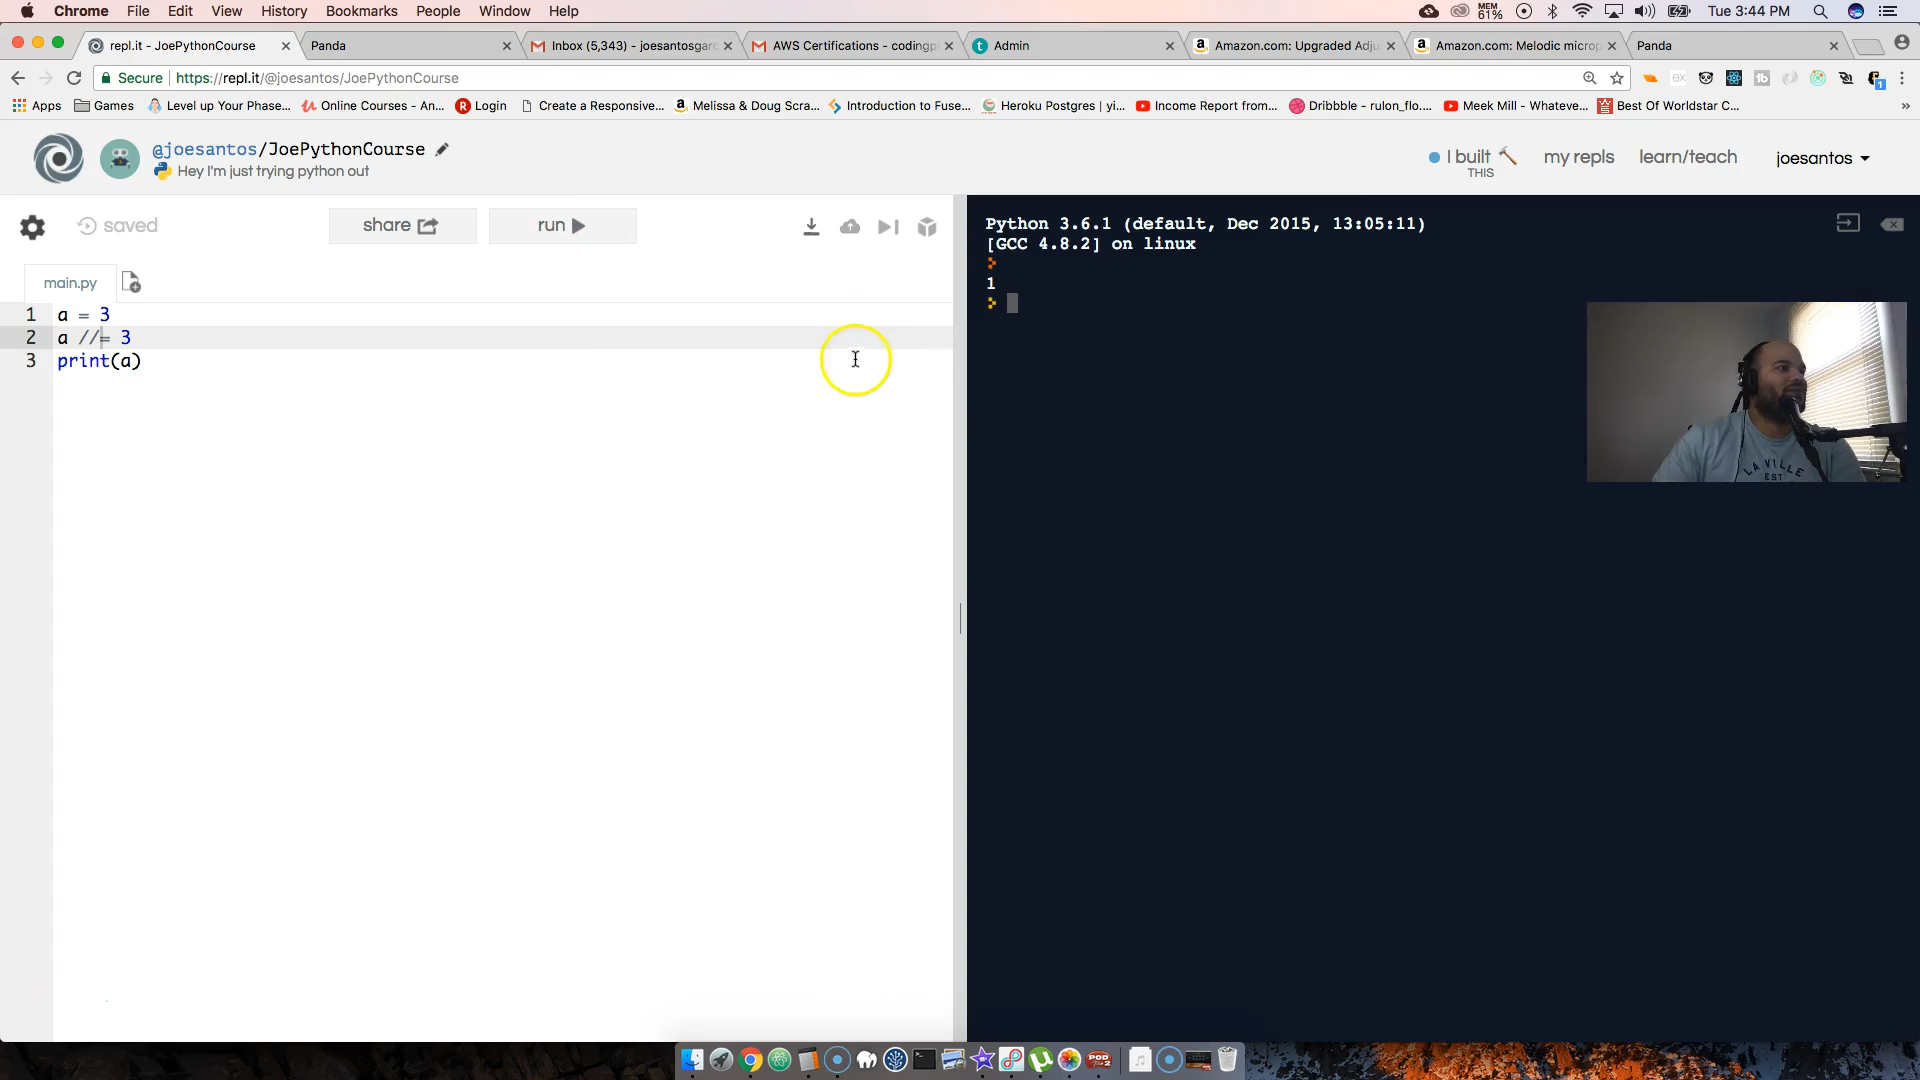 Chrome File Edit View History Bookmarks People Window Help MEM 61% Tue 3:44 PM
repl.it - JoePythonCourse Panda Inbox (5,343) - joesantosgar AWS Certifications - codingp Admin Amazon.com: Upgraded Adju Amazon.com: Melodic microp Panda
Secure https://repl.it/@joesantos/JoePythonCourse
Apps Games Level up Your Phase... Online Courses - An... Login Create a Responsive... Melissa & Doug Scra... Introduction to Fuse... Heroku Postgres | yi... Income Report from... Dribbble - rulon_flo.... Meek Mill - Whateve... Best Of Worldstar C... »
@joesantos/JoePythonCourse
Hey I'm just trying python out
I built THIS my repls learn/teach joesantos
saved share run
main.py
1 a = 3
2 a //= 3
3 print(a)
Python 3.6.1 (default, Dec 2015, 13:05:11)
[GCC 4.8.2] on linux
1
LA VILLE
EST